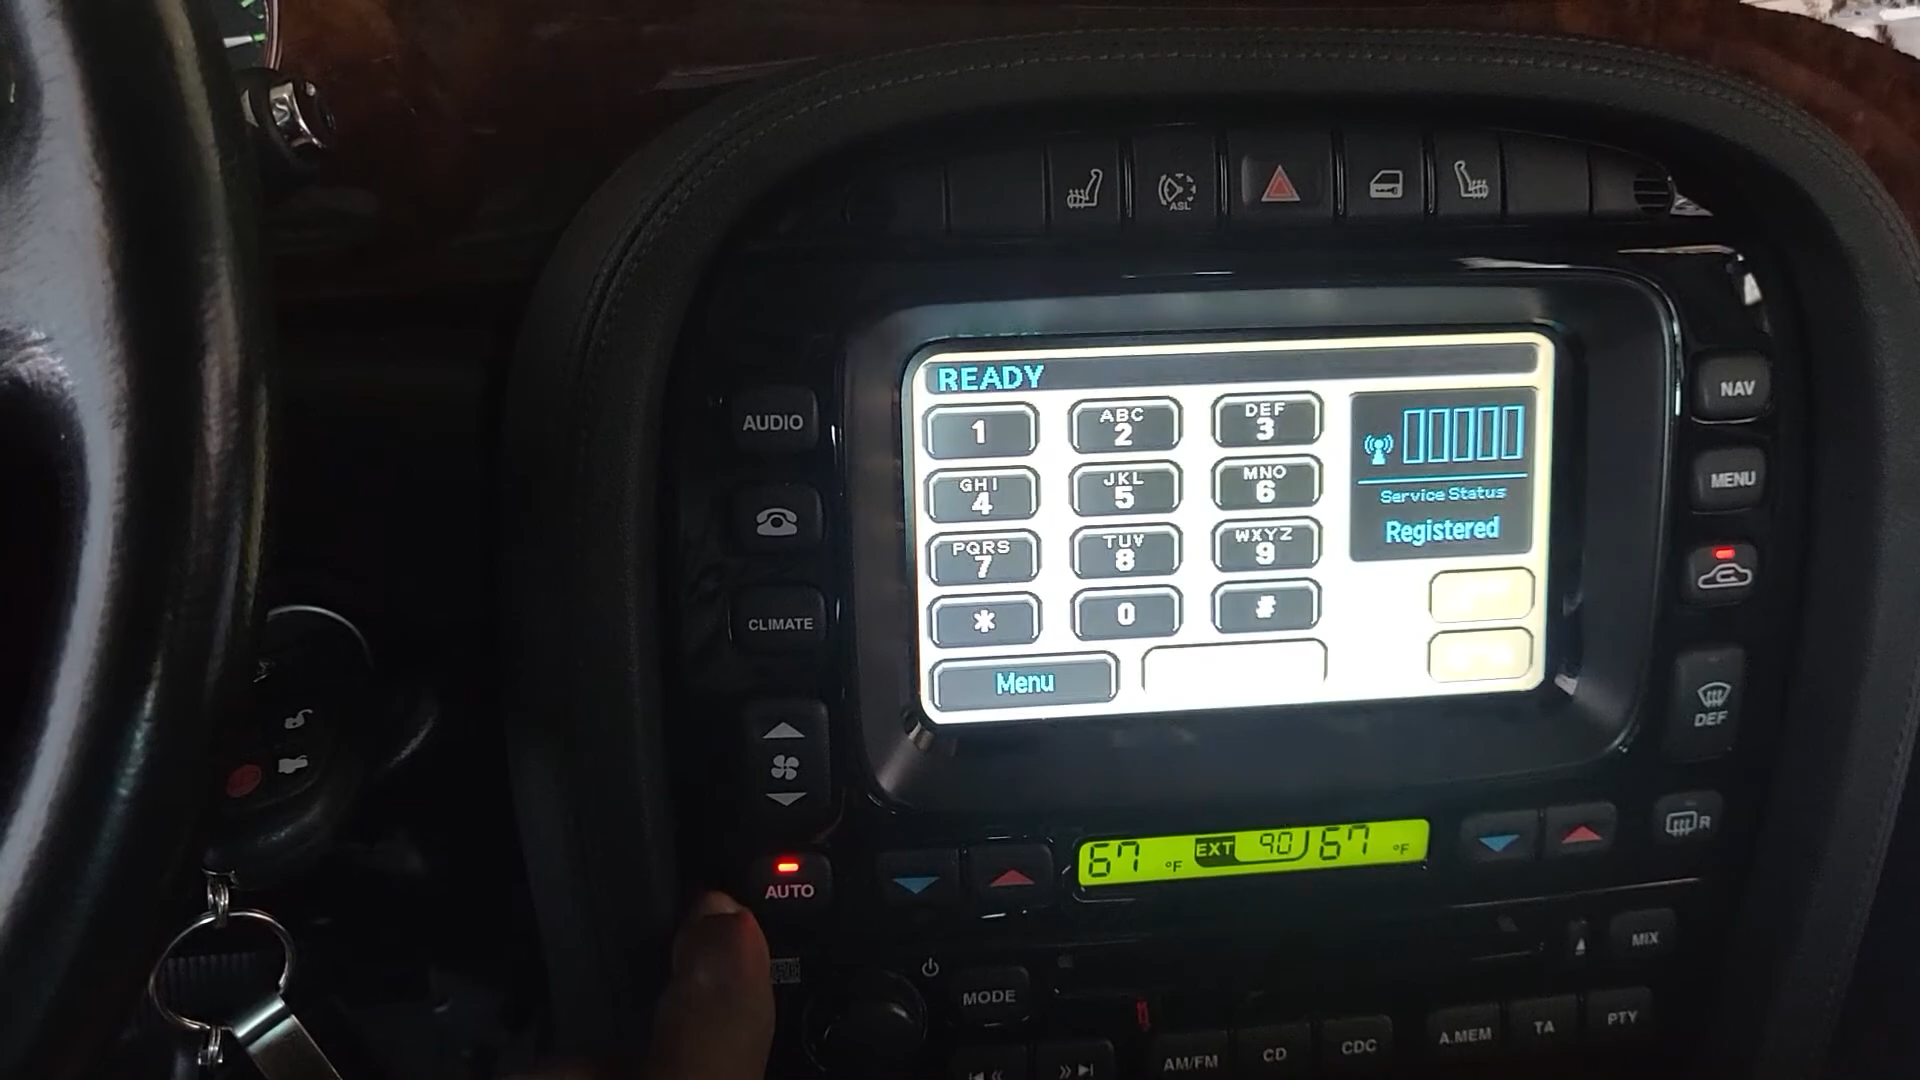 ASL
READY
1
ABC
2
DEF
3
GHI
4
JKL
5
MNO
6
PQRS
7
TUV
8
WXYZ
9
*
0
#
Menu
Service Status
Registered
AUDIO
CLIMATE
NAV
MENU
DEF
R
AUTO
67 °F EXT 90 67 °F
MIX
MODE
AM/FM
CD
CDC
A.MEM
TA
PTY